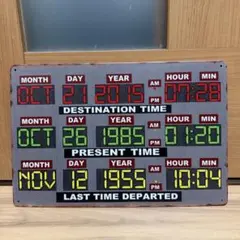 MONTH DAY YEAR AM PM HOUR MIN
OCT 21 2015 07:28
DESTINATION TIME
MONTH DAY YEAR AM PM HOUR MIN
OCT 26 1985 01:20
PRESENT TIME
MONTH DAY YEAR AM PM HOUR MIN
NOV 12 1955 10:04
LAST TIME DEPARTED